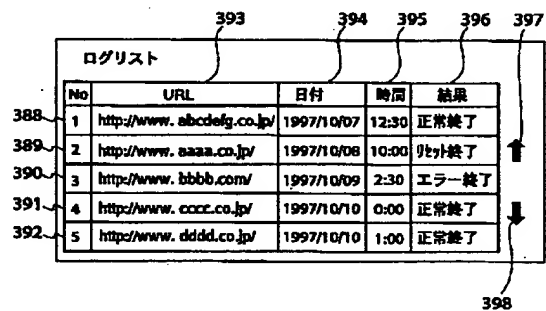 393 394 395 396 397
ログリスト
No URL 日付 時間 結果
388 1 http://www.abcdefg.co.jp/ 1997/10/07 12:30 正常終了
389 2 http://www.aaaa.co.jp/ 1997/10/08 10:00 リセット終了
390 3 http://www.bbbb.com/ 1997/10/09 2:30 エラー終了
391 4 http://www.cccc.co.jp/ 1997/10/10 0:00 正常終了
392 5 http://www.dddd.co.jp/ 1997/10/10 1:00 正常終了
398